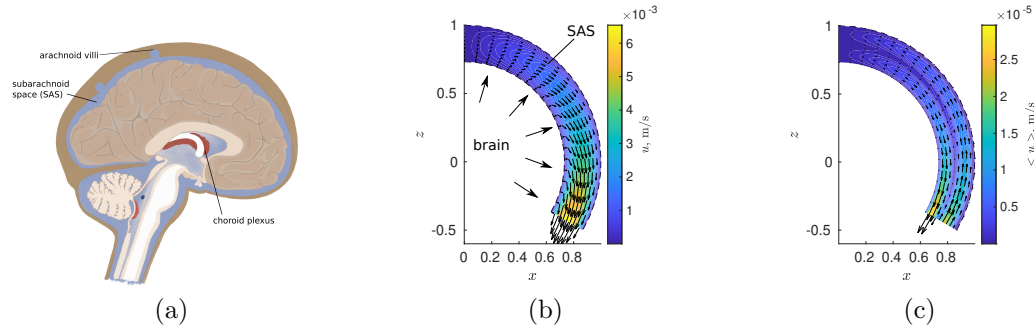 arachnoid villi
subarachnoid
space (SAS)
choroid plexus
(a)
×10⁻³
SAS
brain
1
0.5
0
-0.5
0 0.2 0.4 0.6 0.8
z
x
6
5
4
3
2
1
u, m/s
(b)
×10⁻⁵
1
0.5
0
-0.5
0 0.2 0.4 0.6 0.8
z
x
2.5
2
1.5
1
0.5
< u >, m/s
(c)